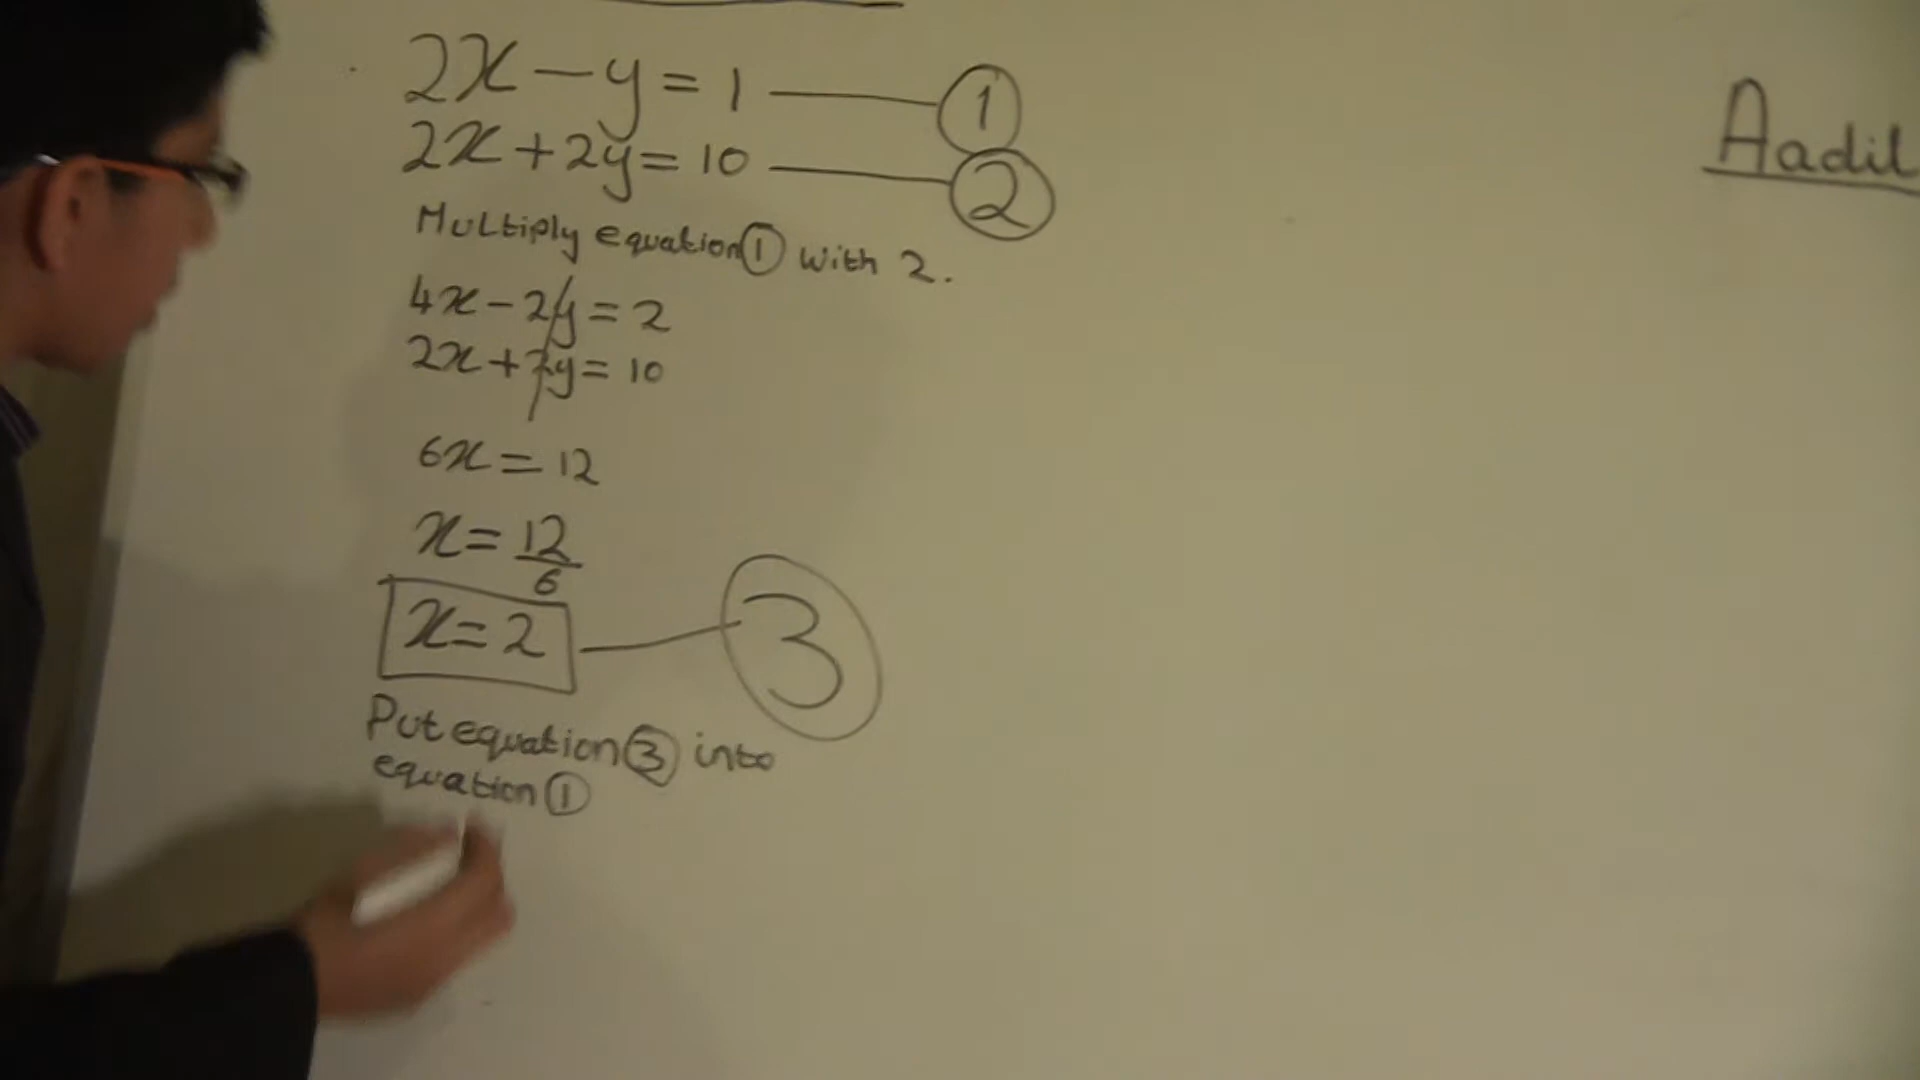 2x - y = 1 ——— ①
2x + 2y = 10 ——— ②
Multiply equation ① with 2.
4x - 2y = 2
2x + 2y = 10
6x = 12
x = 12/6
x = 2 ——— ③
Put equation ③ into
equation ①
Aadil